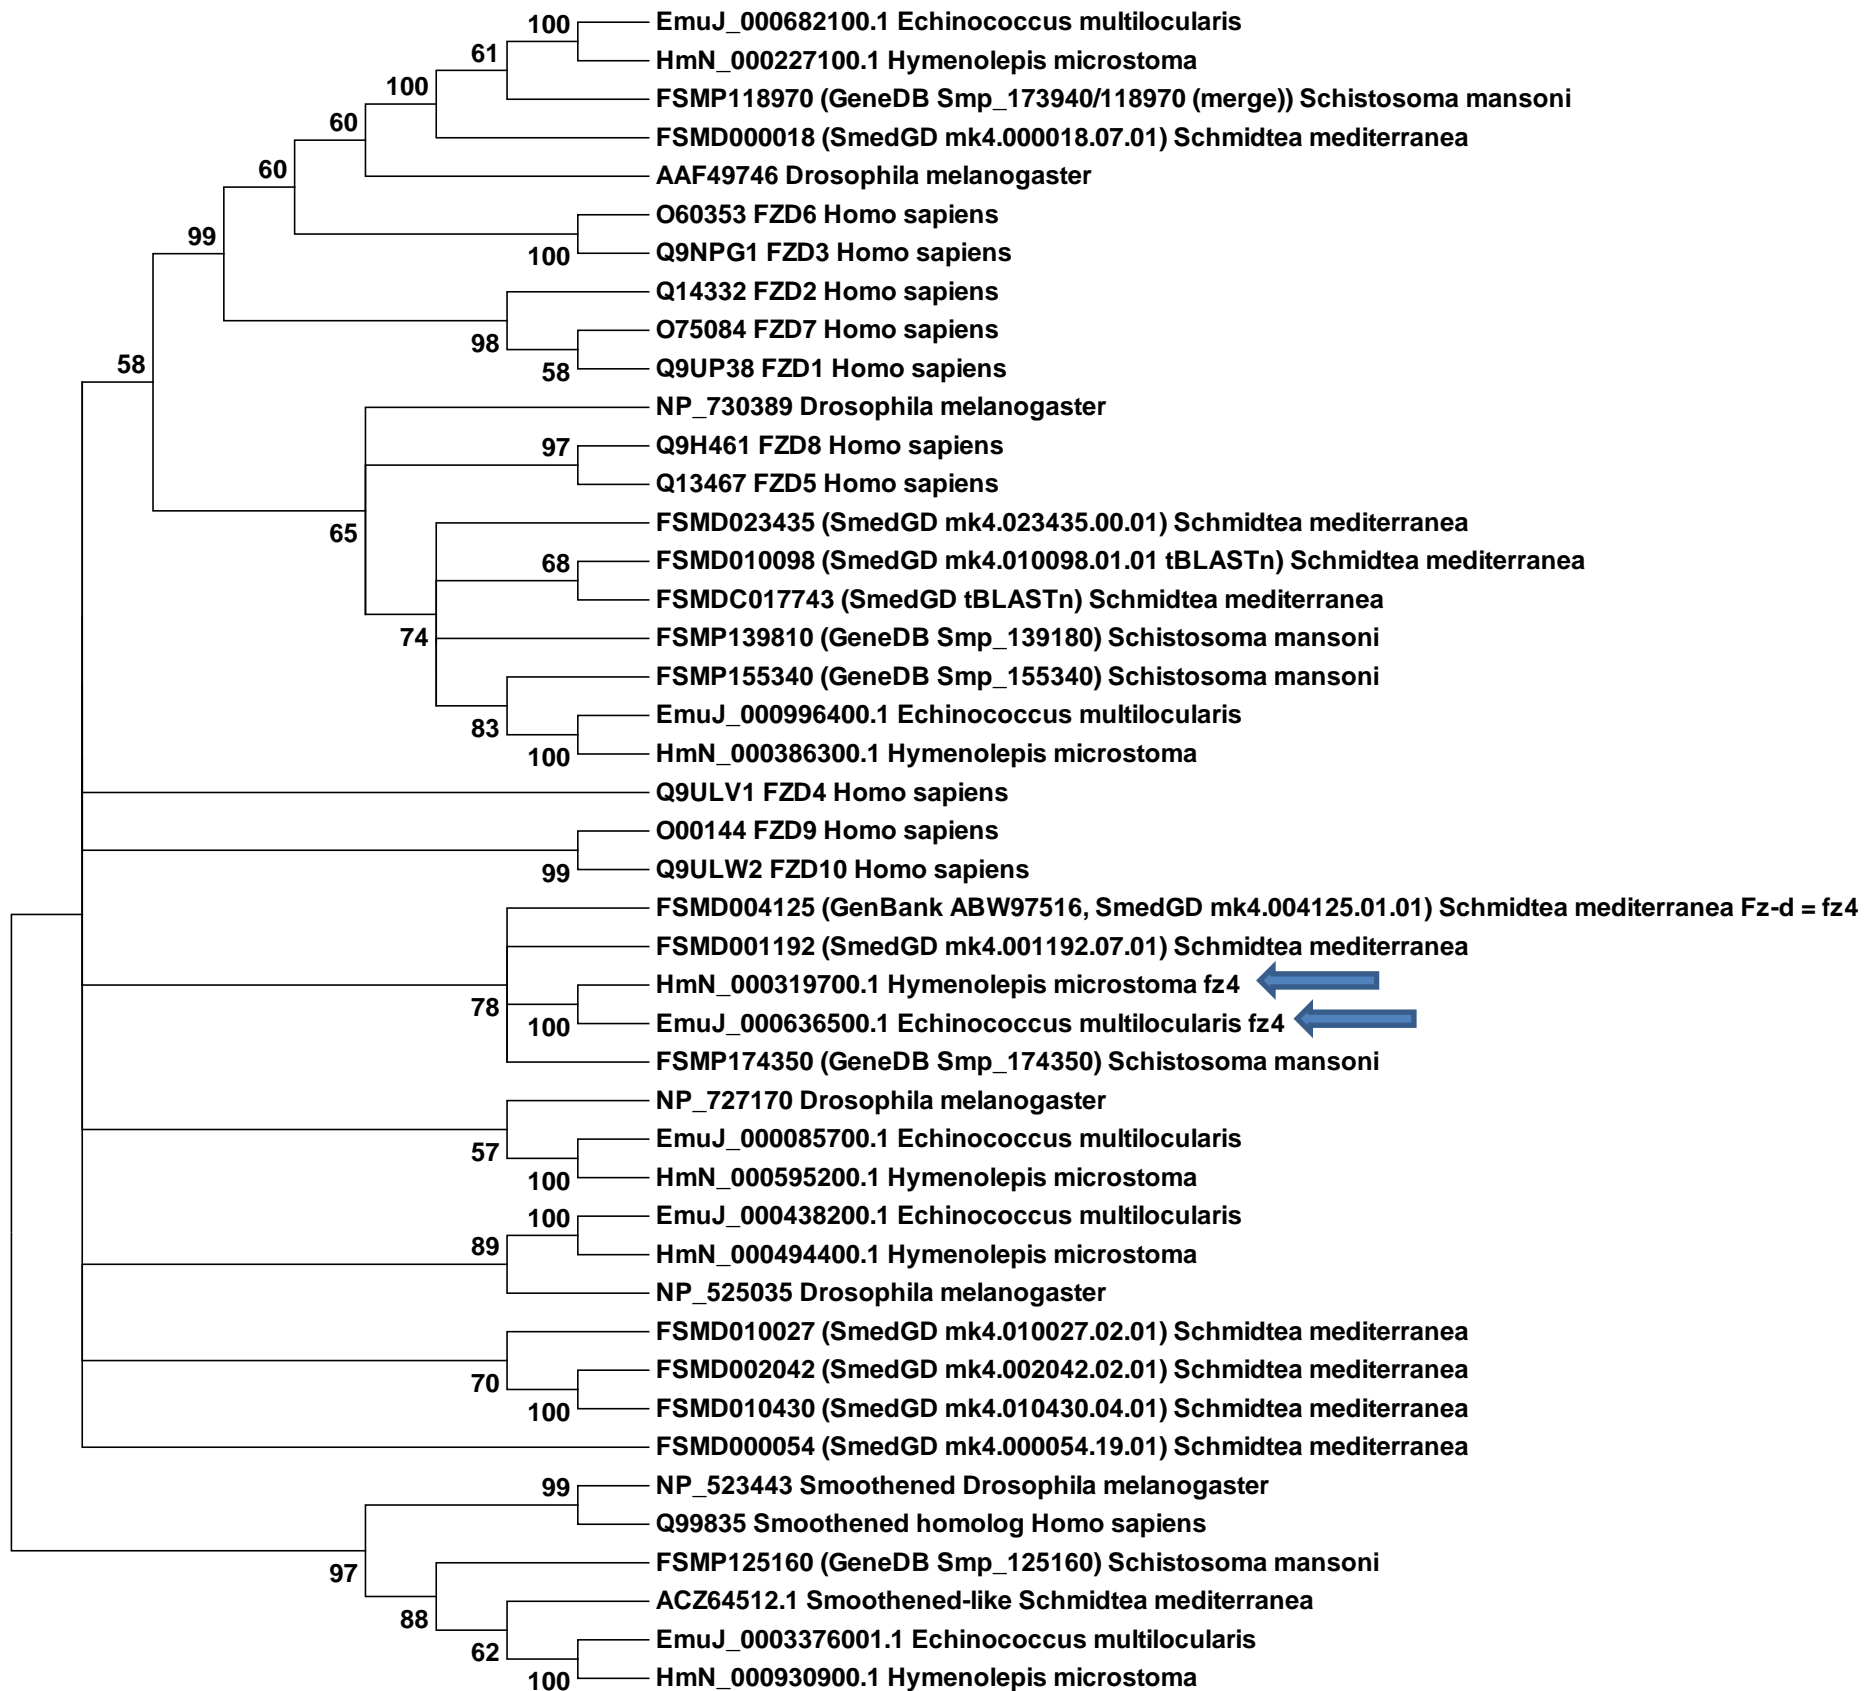 100
EmuJ_000682100.1 Echinococcus multilocularis
HmN_000227100.1 Hymenolepis microstoma
61
FSMP118970 (GeneDB Smp_173940/118970 (merge)) Schistosoma mansoni
100
FSMD000018 (SmedGD mk4.000018.07.01) Schmidtea mediterranea
60
AAF49746 Drosophila melanogaster
60
O60353 FZD6 Homo sapiens
99
Q9NPG1 FZD3 Homo sapiens
100
Q14332 FZD2 Homo sapiens
O75084 FZD7 Homo sapiens
98
Q9UP38 FZD1 Homo sapiens
58
58
NP_730389 Drosophila melanogaster
97
Q9H461 FZD8 Homo sapiens
Q13467 FZD5 Homo sapiens
65
FSMD023435 (SmedGD mk4.023435.00.01) Schmidtea mediterranea
68
FSMD010098 (SmedGD mk4.010098.01.01 tBLASTn) Schmidtea mediterranea
FSMDC017743 (SmedGD tBLASTn) Schmidtea mediterranea
74
FSMP139810 (GeneDB Smp_139180) Schistosoma mansoni
FSMP155340 (GeneDB Smp_155340) Schistosoma mansoni
83
EmuJ_000996400.1 Echinococcus multilocularis
100
HmN_000386300.1 Hymenolepis microstoma
Q9ULV1 FZD4 Homo sapiens
O00144 FZD9 Homo sapiens
99
Q9ULW2 FZD10 Homo sapiens
FSMD004125 (GenBank ABW97516, SmedGD mk4.004125.01.01) Schmidtea mediterranea Fz-d = fz4
FSMD001192 (SmedGD mk4.001192.07.01) Schmidtea mediterranea
HmN_000319700.1 Hymenolepis microstoma fz4
78
100
EmuJ_000636500.1 Echinococcus multilocularis fz4
FSMP174350 (GeneDB Smp_174350) Schistosoma mansoni
NP_727170 Drosophila melanogaster
57
EmuJ_000085700.1 Echinococcus multilocularis
100
HmN_000595200.1 Hymenolepis microstoma
100
EmuJ_000438200.1 Echinococcus multilocularis
89
HmN_000494400.1 Hymenolepis microstoma
NP_525035 Drosophila melanogaster
FSMD010027 (SmedGD mk4.010027.02.01) Schmidtea mediterranea
70
FSMD002042 (SmedGD mk4.002042.02.01) Schmidtea mediterranea
100
FSMD010430 (SmedGD mk4.010430.04.01) Schmidtea mediterranea
FSMD000054 (SmedGD mk4.000054.19.01) Schmidtea mediterranea
99
NP_523443 Smoothened Drosophila melanogaster
Q99835 Smoothened homolog Homo sapiens
97
FSMP125160 (GeneDB Smp_125160) Schistosoma mansoni
88
ACZ64512.1 Smoothened-like Schmidtea mediterranea
62
EmuJ_0003376001.1 Echinococcus multilocularis
100
HmN_000930900.1 Hymenolepis microstoma